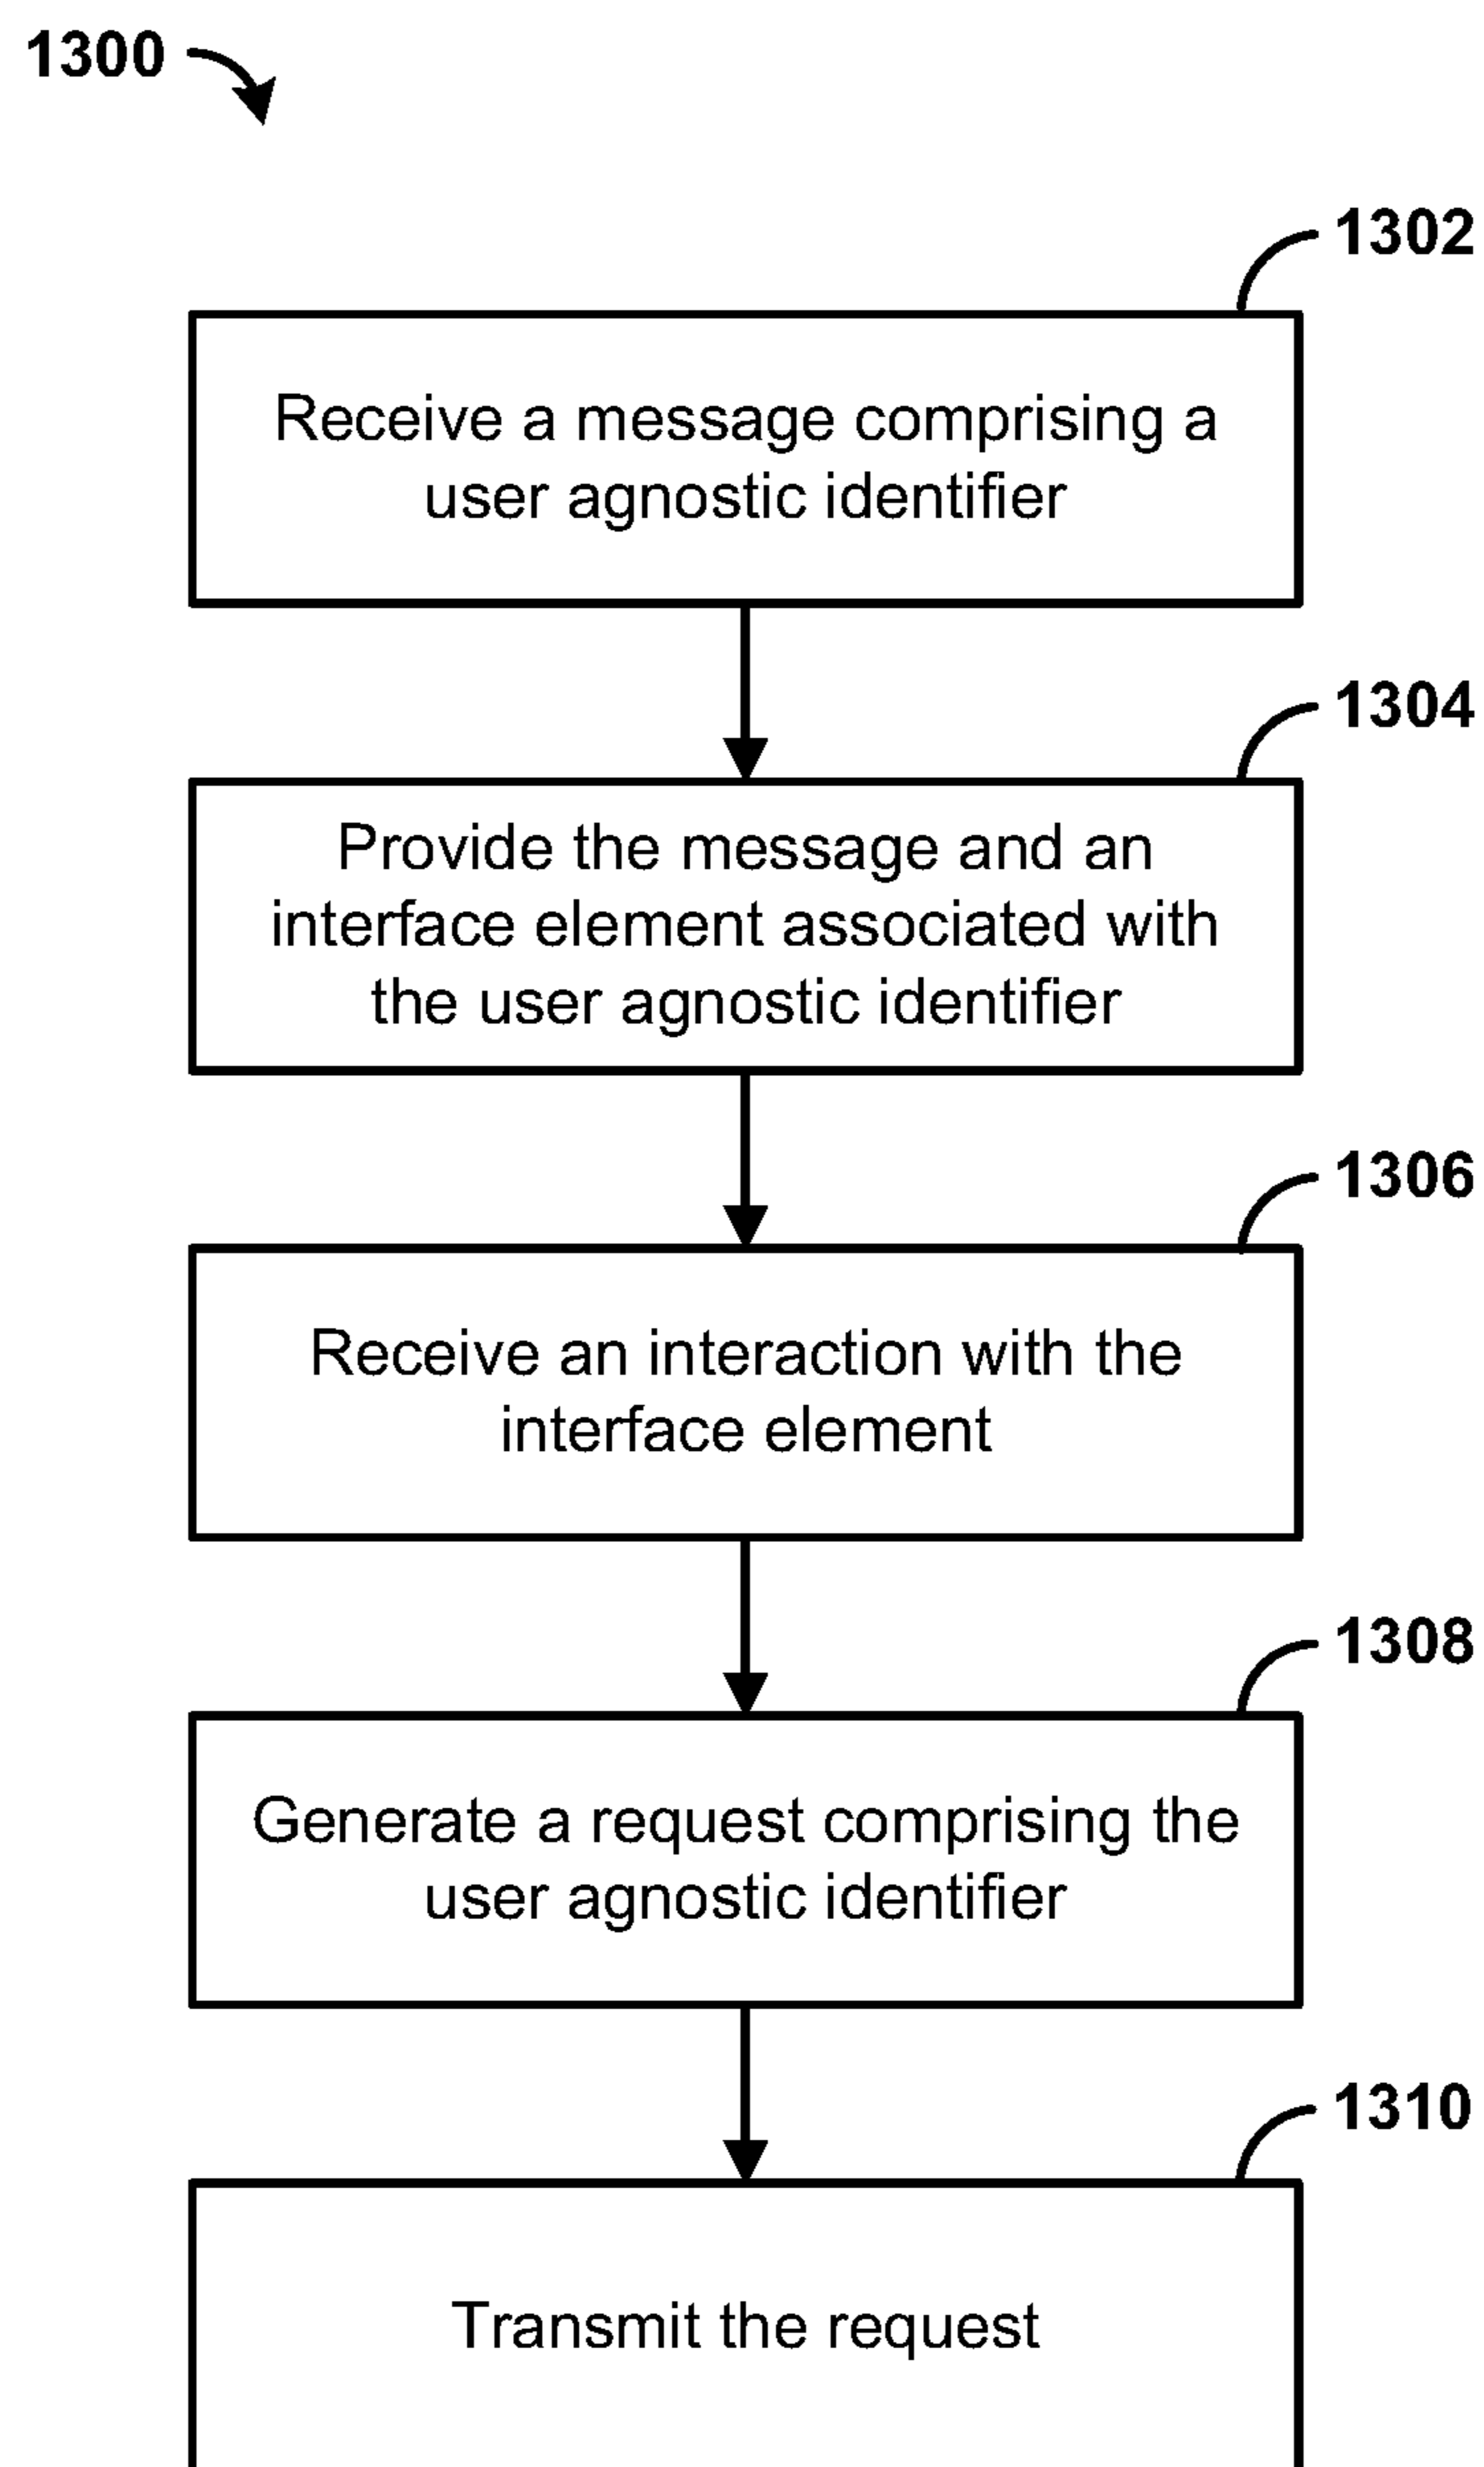 1300
1302
Receive a message comprising a
user agnostic identifier
1304
Provide the message and an
interface element associated with
the user agnostic identifier
1306
Receive an interaction with the
interface element
1308
Generate a request comprising the
user agnostic identifier
1310
Transmit the request